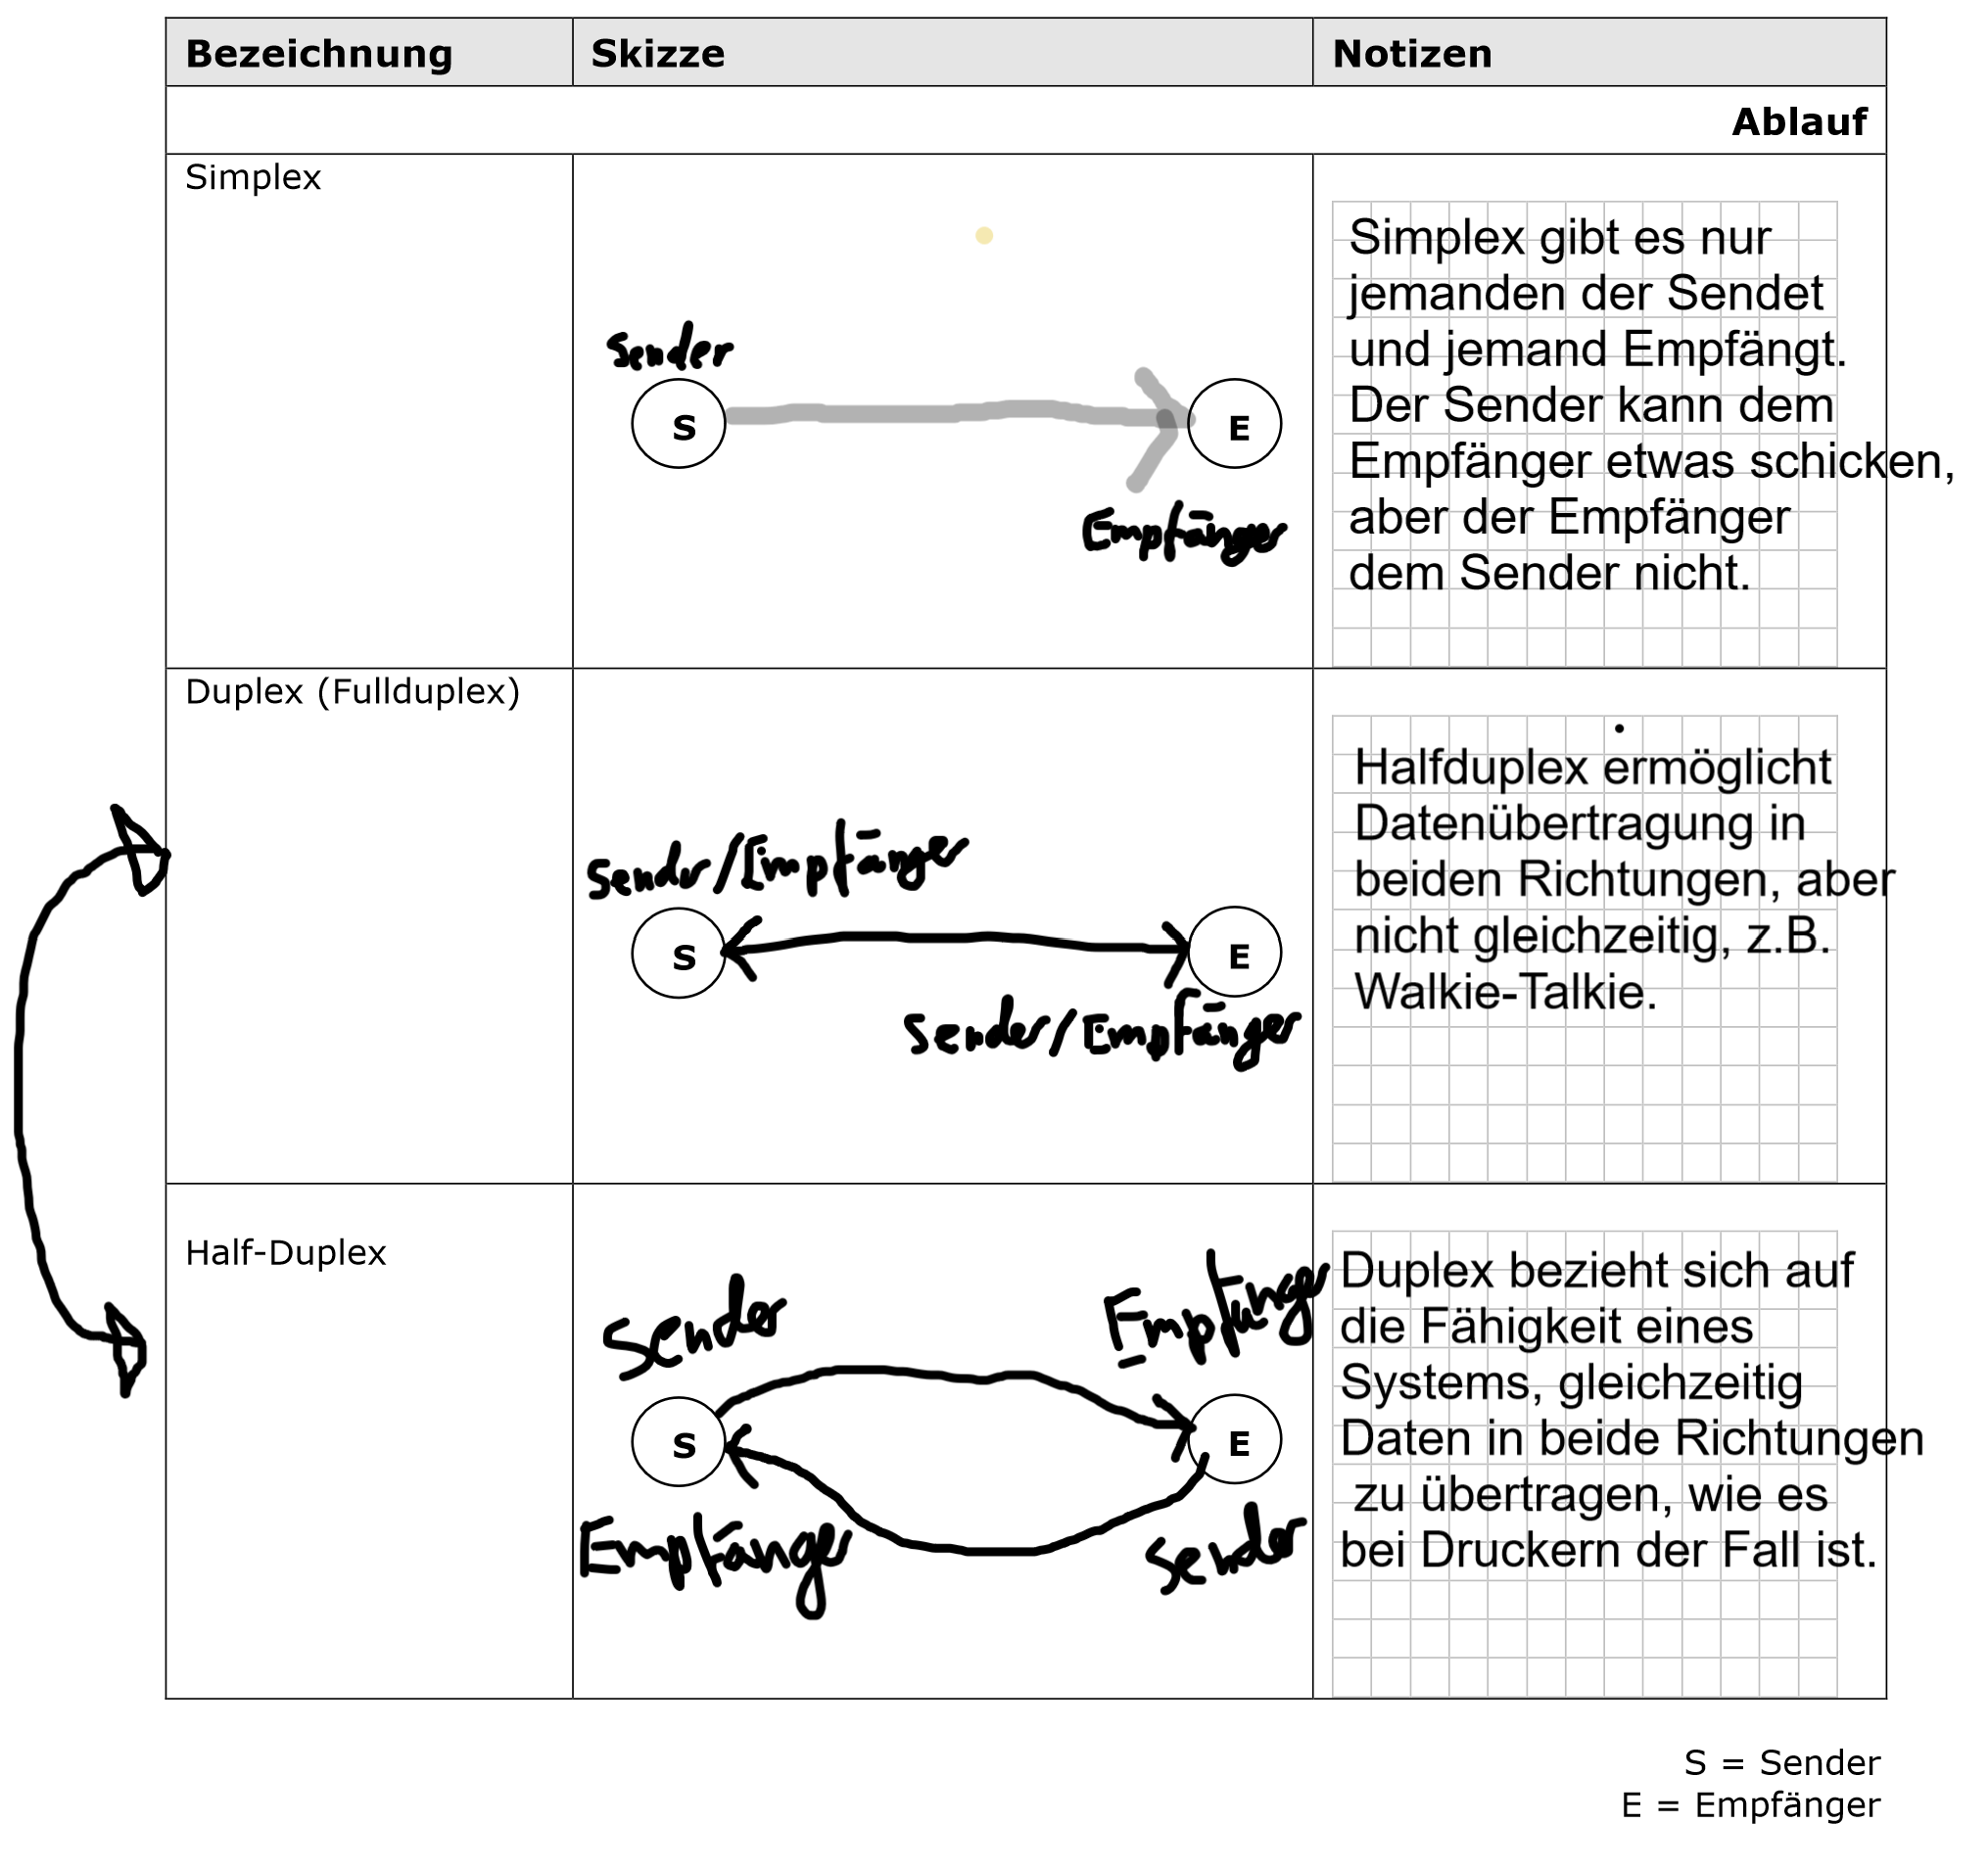 Bezeichnung Skizze Notizen
Ablauf
Simplex
Sender
S E
Empfänger
Simplex gibt es nur
jemanden der Sendet
und jemand Empfängt.
Der Sender kann dem
Empfänger etwas schicken,
aber der Empfänger
dem Sender nicht.
Duplex (Fullduplex)
Sender/Empfänger
S E
Sender/Empfänger
Halfduplex ermöglicht
Datenübertragung in
beiden Richtungen, aber
nicht gleichzeitig, z.B.
Walkie-Talkie.
Half-Duplex
Sender Empfänger
S E
Empfänger Sender
Duplex bezieht sich auf
die Fähigkeit eines
Systems, gleichzeitig
Daten in beide Richtungen
zu übertragen, wie es
bei Druckern der Fall ist.
S = Sender
E = Empfänger